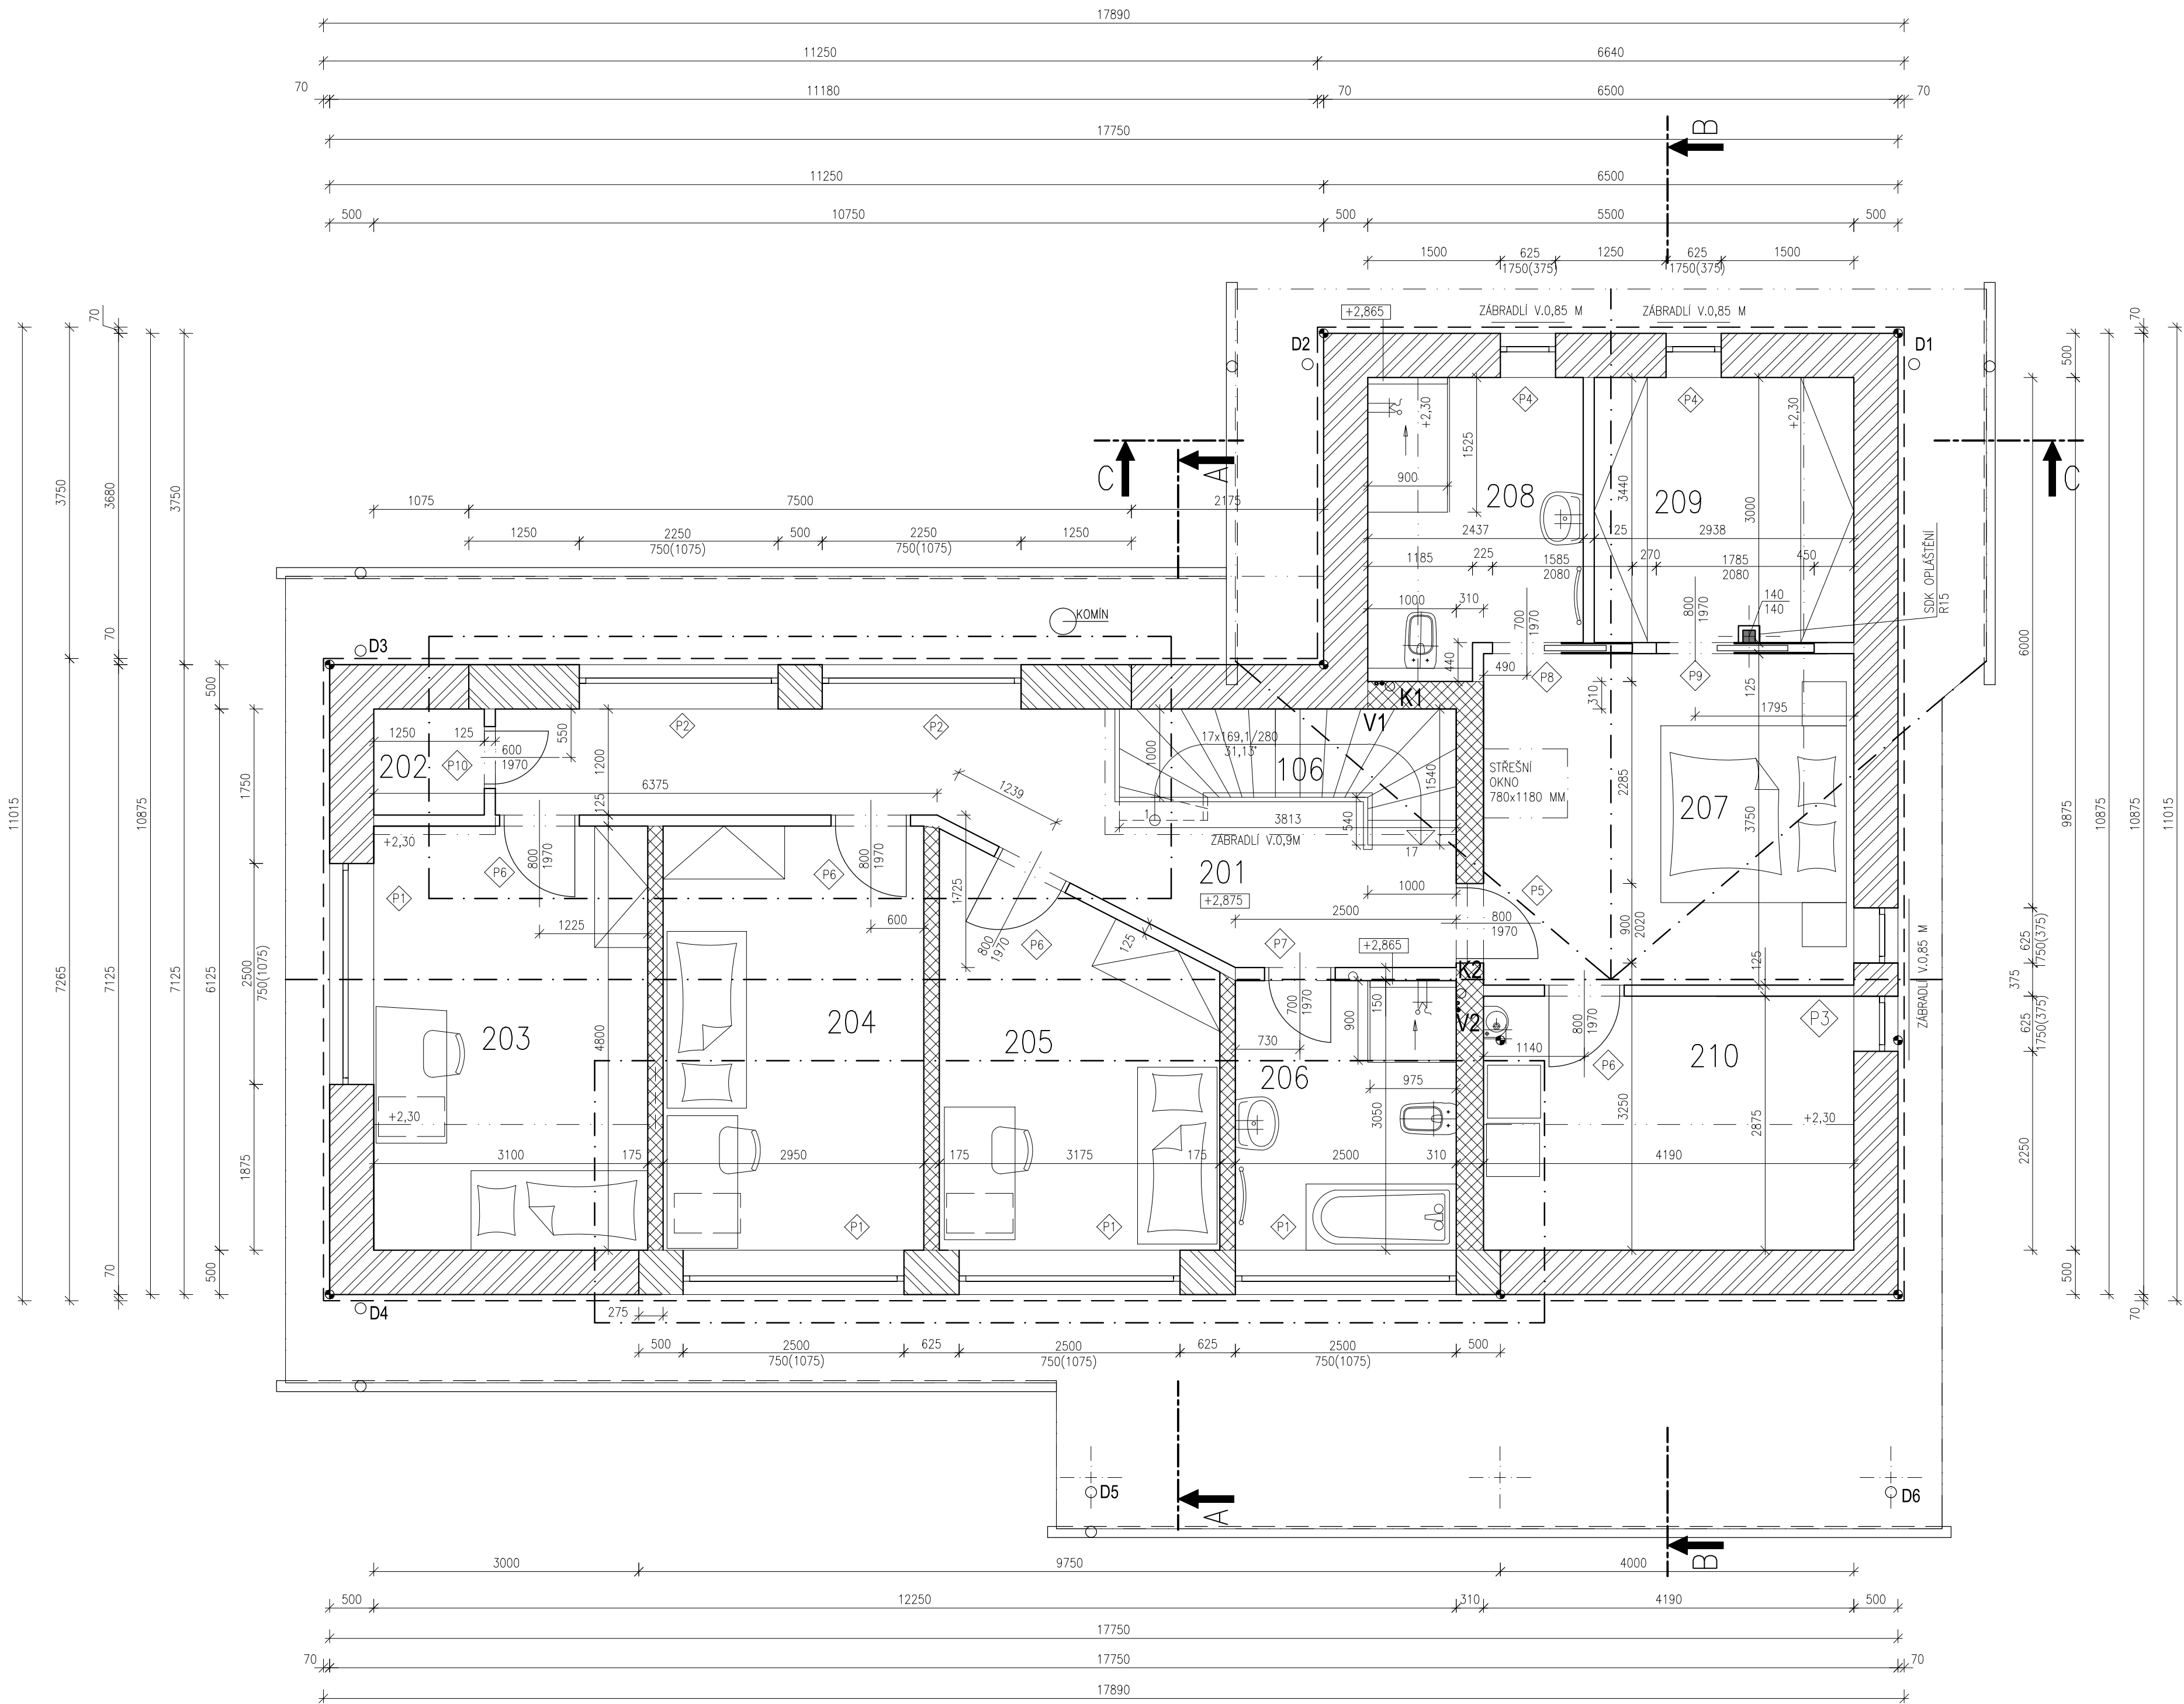 17890
11250 6640
70 11180 70 6500 70
17750
B
11250 6500
500 10750 500 5500 500
1500 625 1250 625 1500
1750(375) 1750(375)
ZÁBRADLÍ V.0,85 M ZÁBRADLÍ V.0,85 M
+2,865
D2 D1
70 70
11015 3750 3680 10875 3750
7265 70 7125 7125 500 6125 500
1750 2500 750(1075) 1875
70
C A C
P4 P4
+2,30 +2,30
1525 900
208 209
3440 3000
1075 7500 2175
1250 2250 500 2250 1250
750(1075) 750(1075)
2437 125 2938
1185 225 1585 270 1785 450
2080 2080
1000 310
700 1970
800 1970
140
140
SDK OPLÁŠTĚNÍ
R15
KOMÍN
D3
440 490
P8 P9
K1
V1
310 125
1795
P2 P2
1250 125 550
600
1970
P10
202
1200
6375
125
17x169,1/280
31,13°
106
1000 1540
1239
3813
540
1
17
ZÁBRADLÍ V.0,9M
STŘEŠNÍ
OKNO
780x1180 MM
2285
207
3750
+2,30
P1 P6
800 1970
P6
800 1970
1725
201
+2,875
1000
2500
800
1970
P5
900
2020
1225 600
800 1970
P6
125
P7
+2,865
K2
V2
125
ZÁBRADLÍ V.0,85 M
203 204 205 206 210
4800
700 1970
730
900 150
975
3050
1140
800 1970
P6
P3
3250 2875
+2,30 +2,30
3100 175 2950 175 3175 175 2500 310 4190
P1 P1 P1
D4
275
500 2500 625 2500 625 2500 500
750(1075) 750(1075) 750(1075)
500 6000 625 1750(375) 375 625 1750(375) 2250 500
9875 10875 10875 11015
70 70
D5 D6
A
B
3000 9750 4000
500 12250 310 4190 500
17750
70 17750 70
17890